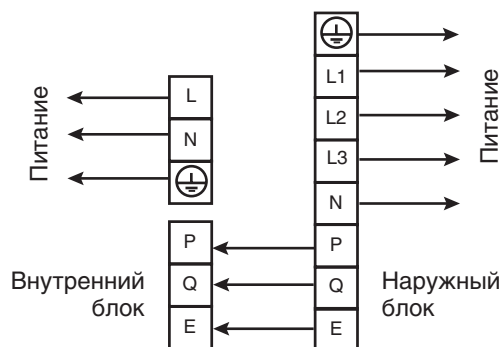 L1
L
L2
Питание
Питание
N
L3
N
P
P
Внутренний
блок
Q
Q
Наружный
блок
E
E